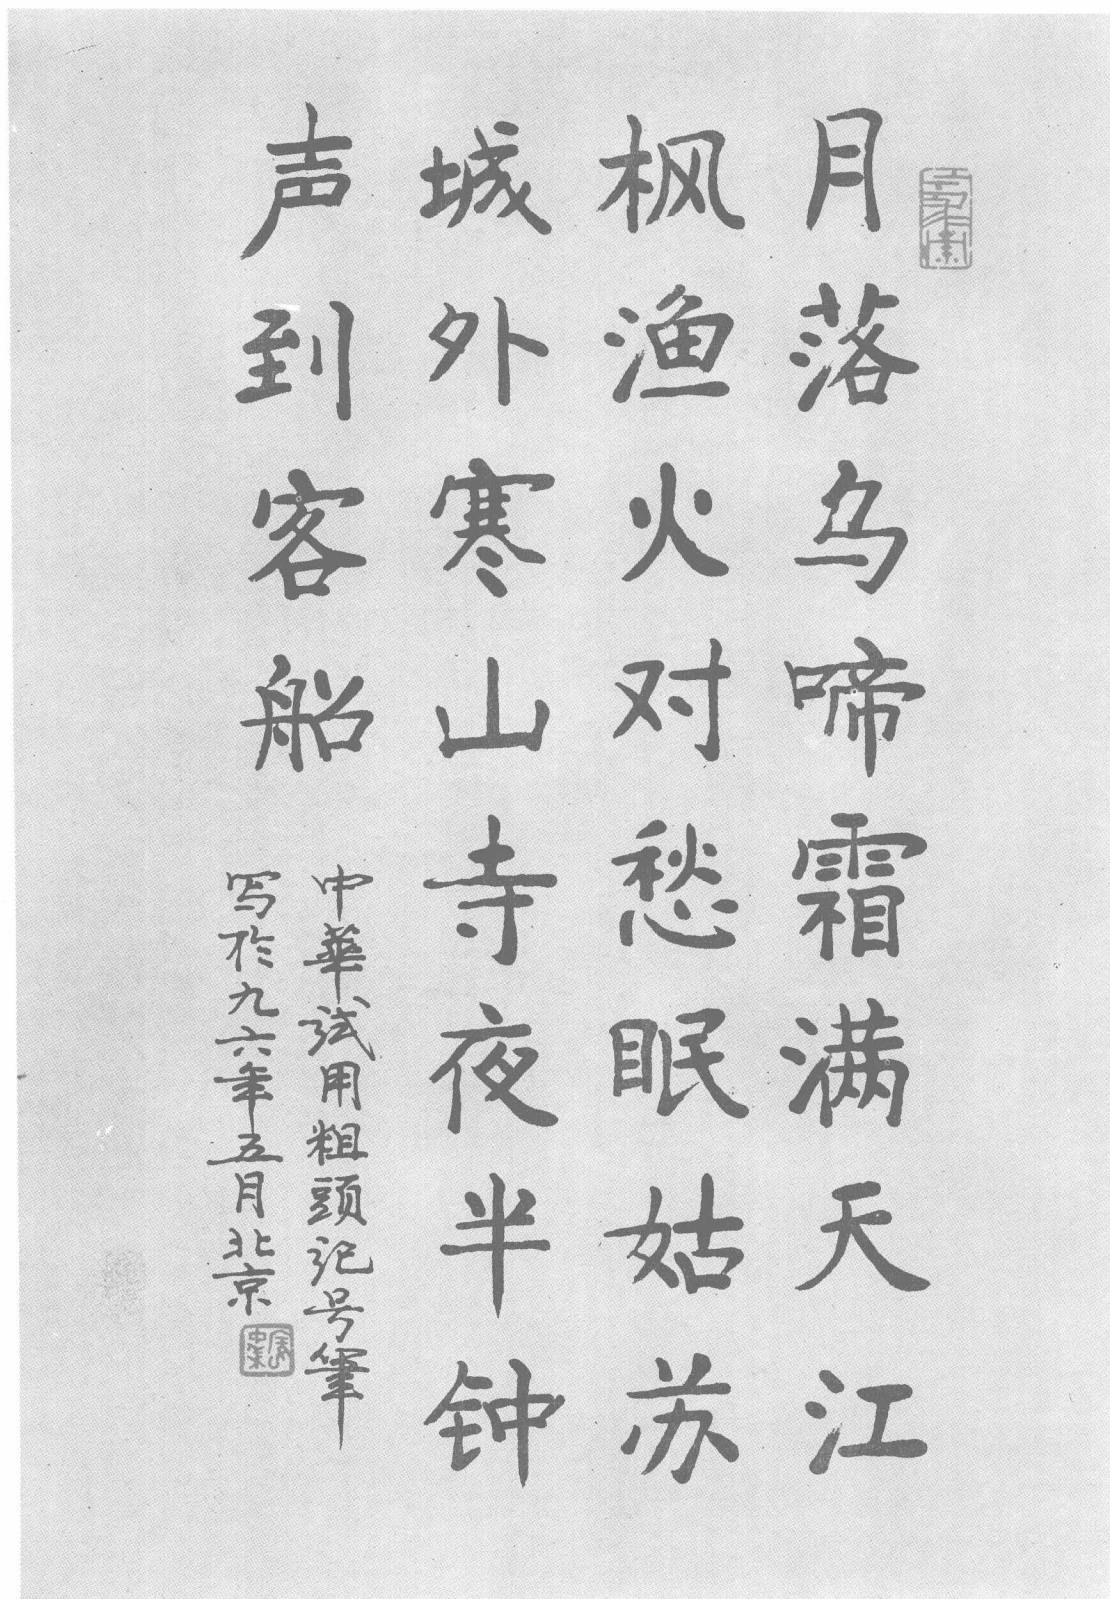 月落乌啼霜满天江
枫渔火对愁眠姑苏
城外寒山寺夜半钟
声到客船
中華試用粗頭记号筆
写於九六年五月北京